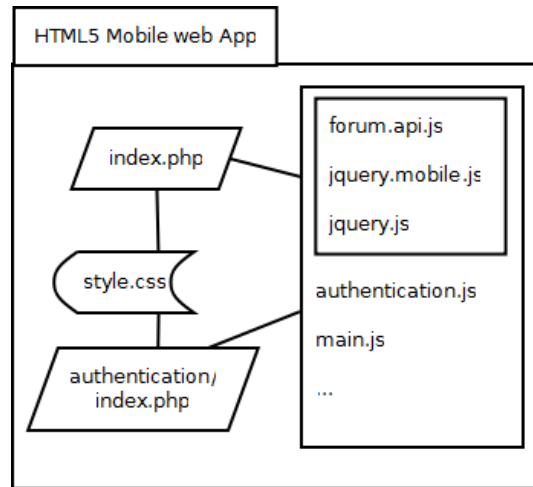 HTML5 Mobile web App
index.php
style.css
authentication/
index.php
forum.api.js
jquery.mobile.js
jquery.js
authentication.js
main.js
...